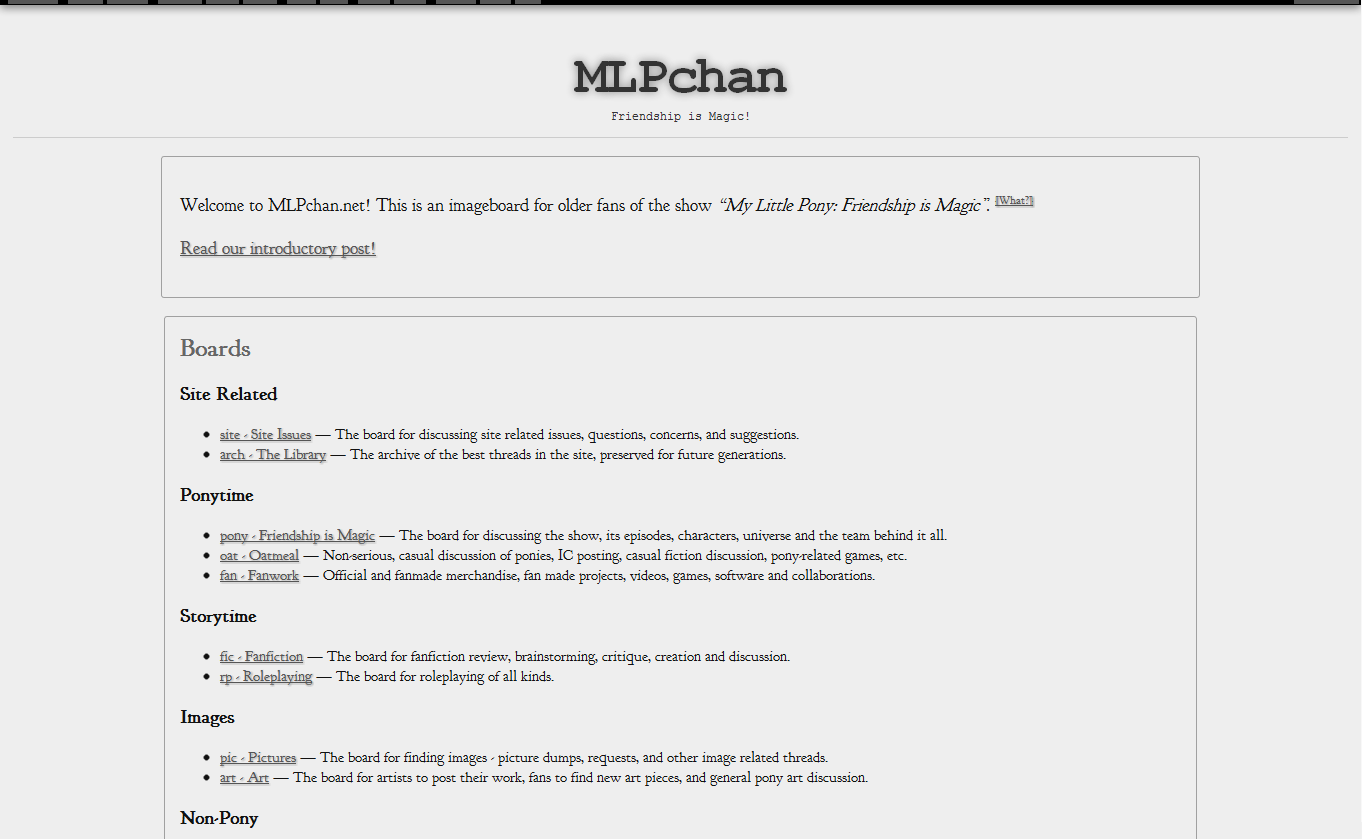 MLPchan
Friendship is Magic!
Welcome to MLPchan.net! This is an imageboard for older fans of the show “My Little Pony: Friendship is Magic”. [What?]
Read our introductory post!
Boards
Site Related
site - Site Issues — The board for discussing site related issues, questions, concerns, and suggestions.
arch - The Library — The archive of the best threads in the site, preserved for future generations.
Ponytime
pony - Friendship is Magic — The board for discussing the show, its episodes, characters, universe and the team behind it all.
oat - Oatmeal — Non-serious, casual discussion of ponies, IC posting, casual fiction discussion, pony-related games, etc.
fan - Fanwork — Official and fanmade merchandise, fan made projects, videos, games, software and collaborations.
Storytime
fic - Fanfiction — The board for fanfiction review, brainstorming, critique, creation and discussion.
rp - Roleplaying — The board for roleplaying of all kinds.
Images
pic - Pictures — The board for finding images - picture dumps, requests, and other image related threads.
art - Art — The board for artists to post their work, fans to find new art pieces, and general pony art discussion.
Non-Pony